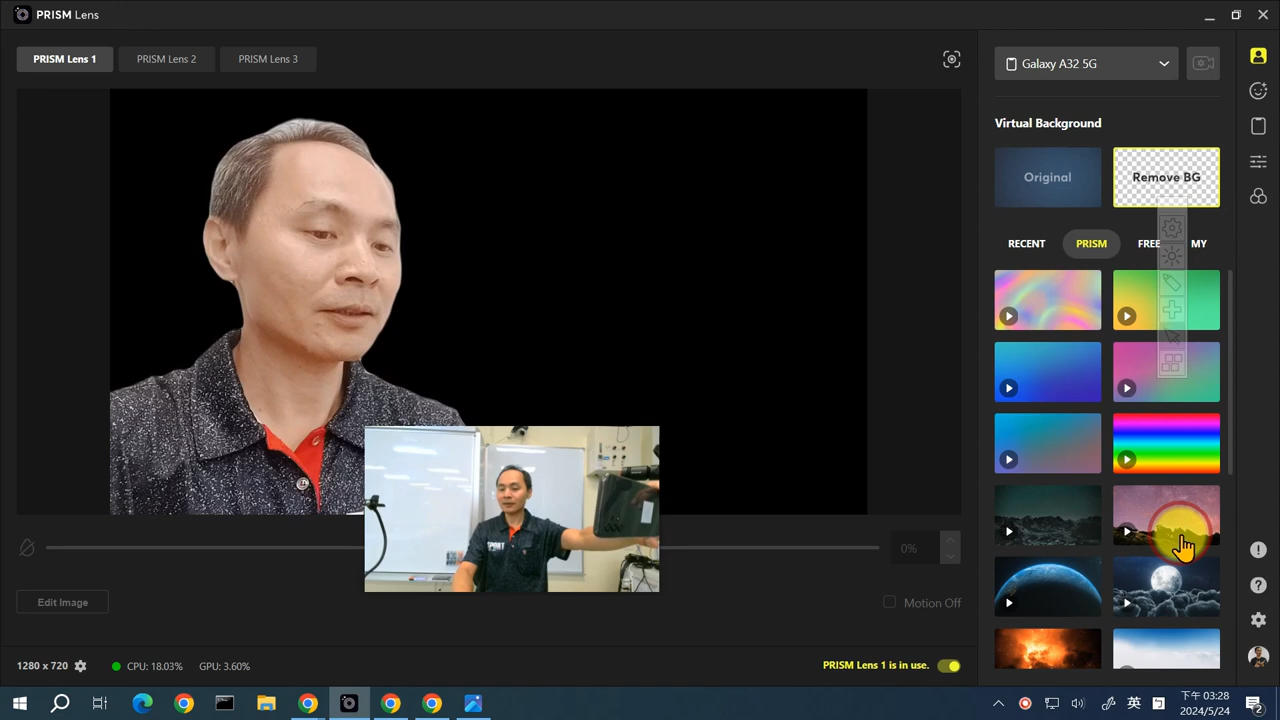 PRISM Lens
PRISM Lens 1
PRISM Lens 2
PRISM Lens 3
Galaxy A32 5G
Virtual Background
Original
Remove BG
RECENT
PRISM
FREE
MY
SPORT
0%
Edit Image
Motion Off
1280 x 720
CPU: 18.03%
GPU: 3.60%
PRISM Lens 1 is in use.
英
下午 03:28
2024/5/24
2